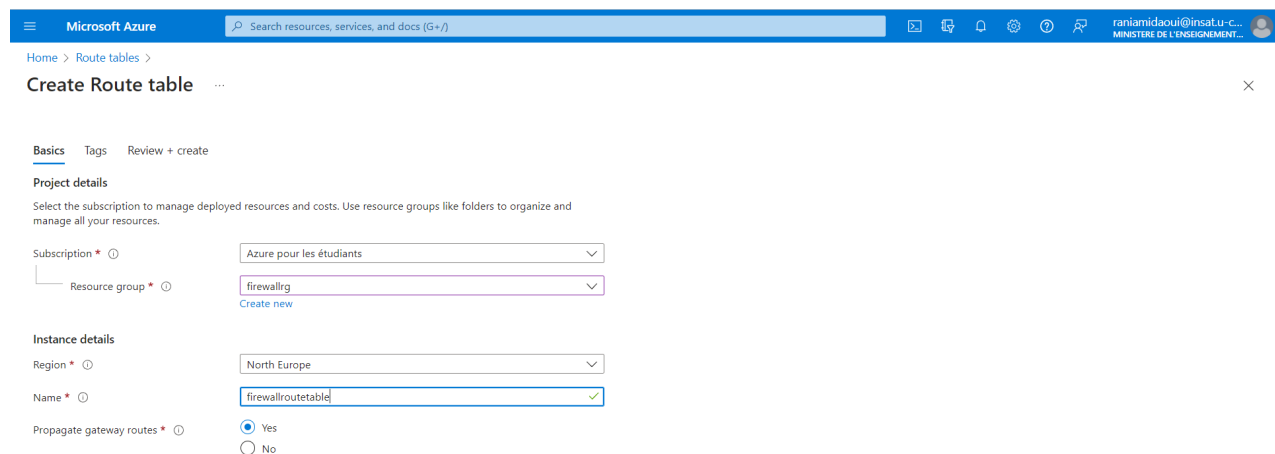 Microsoft Azure
Search resources, services, and docs (G+/)
raniamidaoui@insat.u-c...
MINISTERE DE L'ENSEIGNEMENT...
Home > Route tables >
Create Route table ...
Basics Tags Review + create
Project details
Select the subscription to manage deployed resources and costs. Use resource groups like folders to organize and
manage all your resources.
Subscription * Azure pour les étudiants
Resource group * firewallrg
Create new
Instance details
Region * North Europe
Name * firewallroutetable
Propagate gateway routes * Yes
No